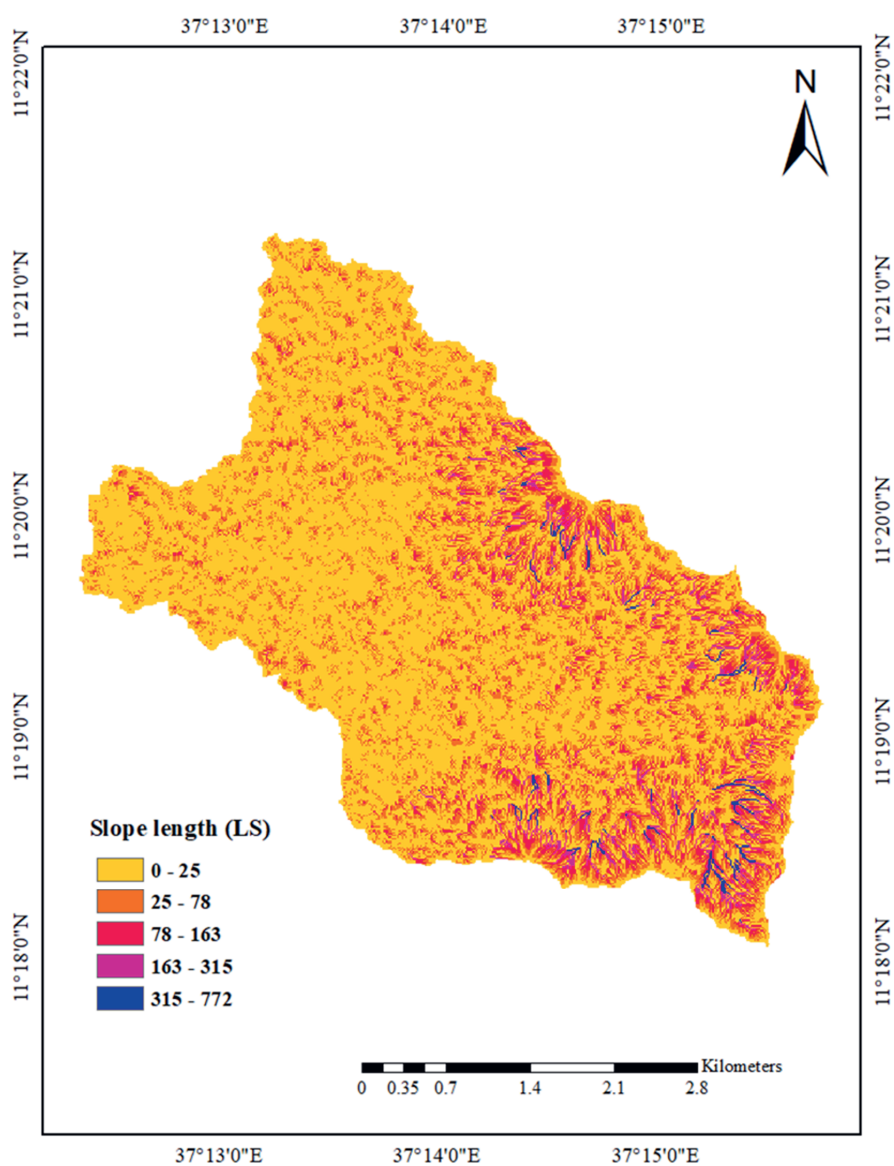 37°13'0"E 37°14'0"E 37°15'0"E
11°22'0"N 11°22'0"N
N
11°21'0"N 11°21'0"N
11°20'0"N 11°20'0"N
11°19'0"N 11°19'0"N
Slope length (LS)
0 - 25
25 - 78
78 - 163
163 - 315
315 - 772
11°18'0"N 11°18'0"N
Kilometers
0 0.35 0.7 1.4 2.1 2.8
37°13'0"E 37°14'0"E 37°15'0"E